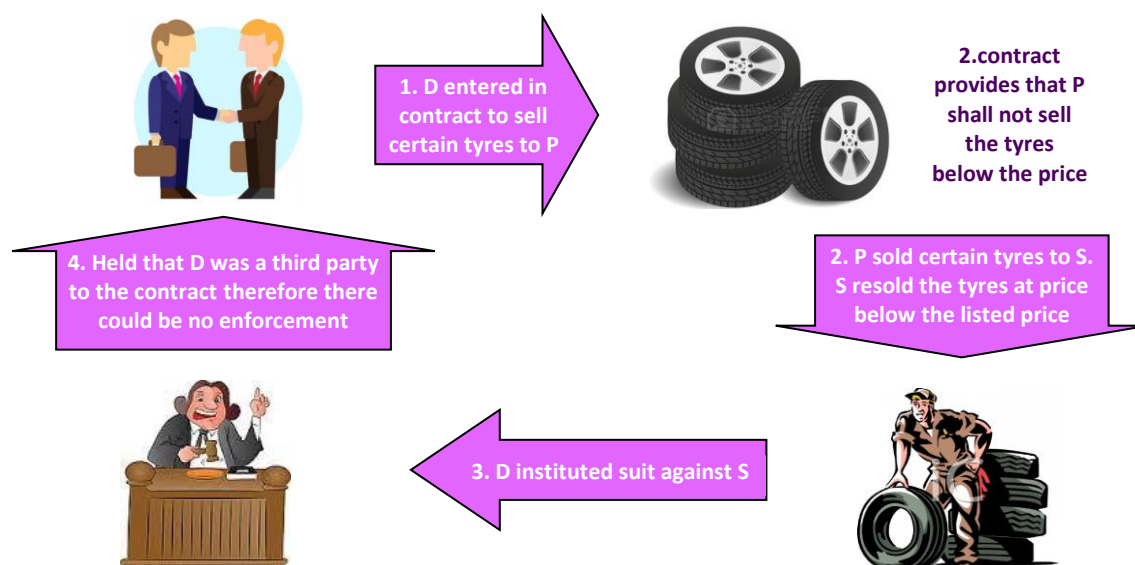 1. D entered in
contract to sell
certain tyres to P
2.contract
provides that P
shall not sell
the tyres
below the price
2. P sold certain tyres to S.
S resold the tyres at price
below the listed price
3. D instituted suit against S
4. Held that D was a third party
to the contract therefore there
could be no enforcement